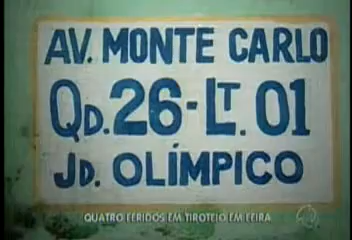 AV. MONTE CARLO
QD. 26 - LT. 01
JD. OLÍMPICO
QUATRO FERIDOS EM TIROTEIO EM FEIRA